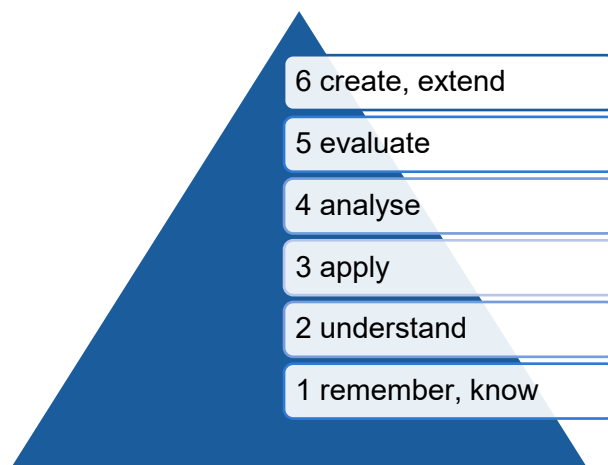 6 create, extend
5 evaluate
4 analyse
3 apply
2 understand
1 remember, know